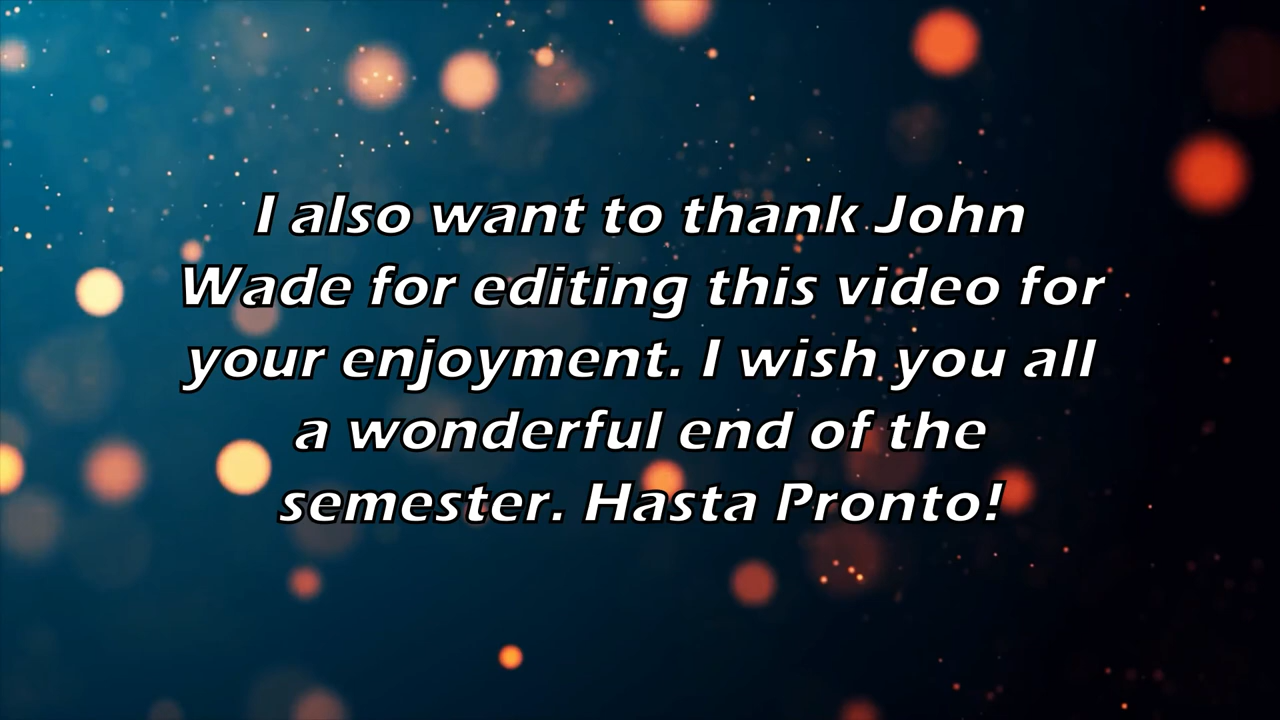 I also want to thank John
Wade for editing this video for
your enjoyment. I wish you all
a wonderful end of the
semester. Hasta Pronto!